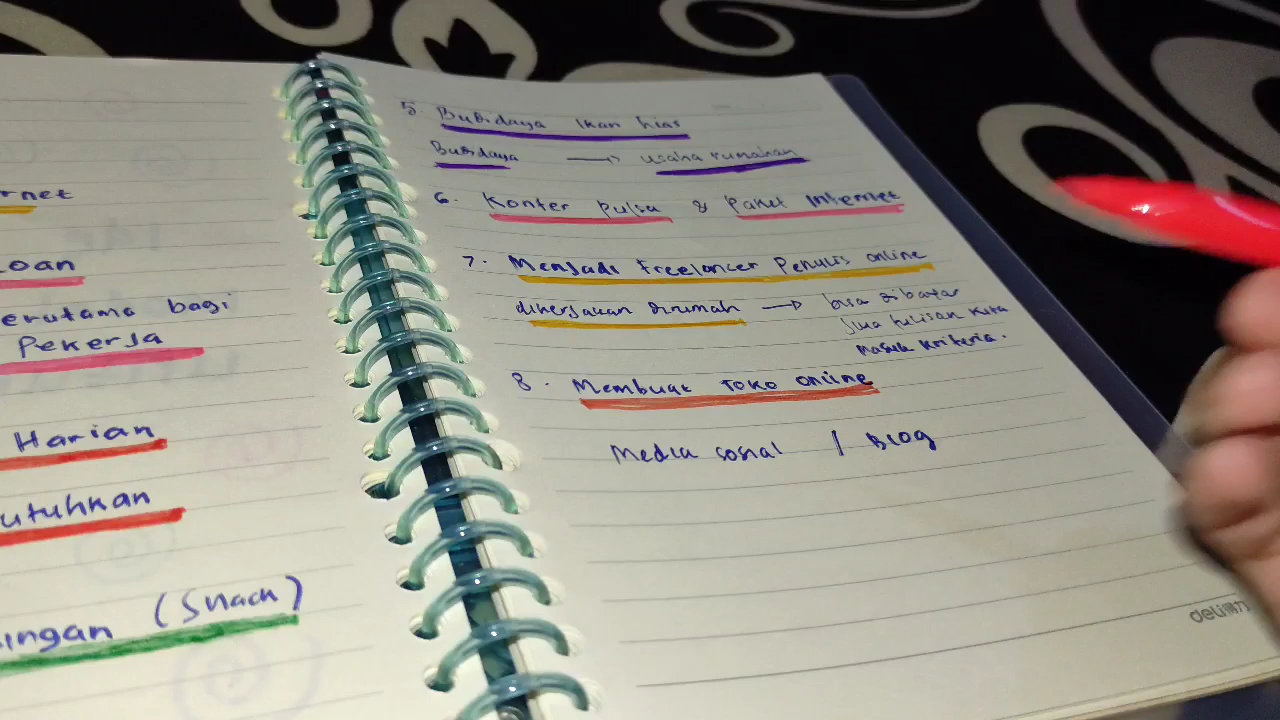 rnet
Loan
erutama bagi
Pekerja
Harian
utuhkan
ingan (Snack)
5 Budidaya Ikan hias
Budidaya → usaha rumahan
6. Konter Pulsa & Paket Internet
7. Menjadi Freelancer Penulis online
dikerjakan dirumah → bisa dibayar
jika tulisan kita
masuk kriteria.
8. Membuat Toko online
Media sosial / Blog
deli